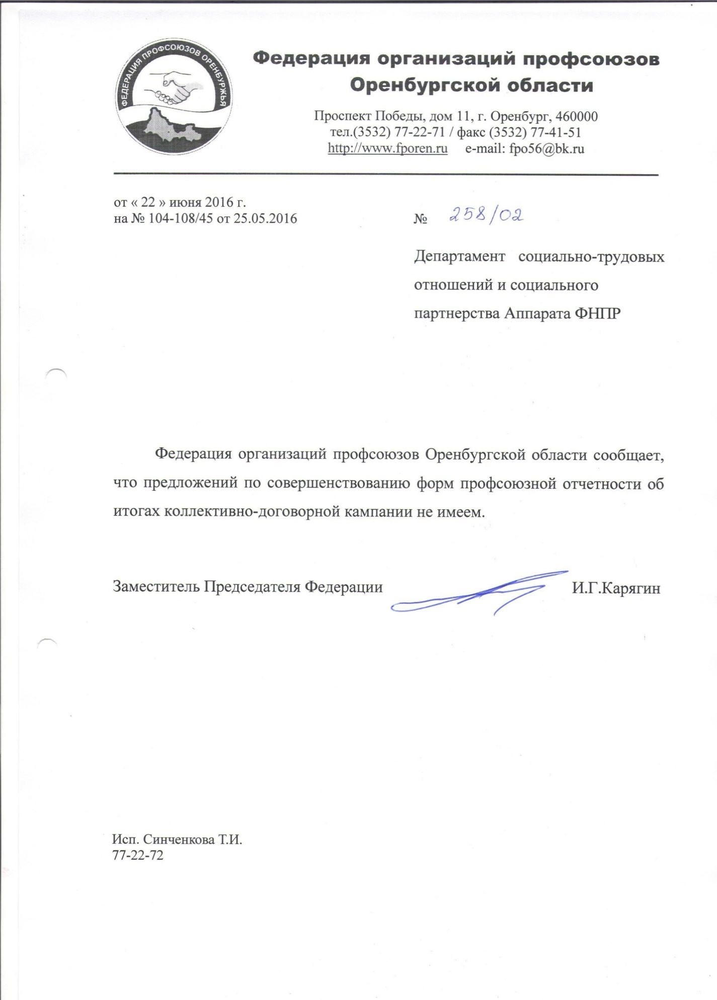 ФЕДЕРАЦИЯ ПРОФСОЮЗОВ ОРЕНБУРЖЬЯ
Федерация организаций профсоюзов
Оренбургской области
Проспект Победы, дом 11, г. Оренбург, 460000
тел.(3532) 77-22-71 / факс (3532) 77-41-51
http://www.fporen.ru e-mail: fpo56@bk.ru
от « 22 » июня 2016 г.
на № 104-108/45 от 25.05.2016
№ 258/02
Департамент социально-трудовых
отношений и социального
партнерства Аппарата ФНПР
Федерация организаций профсоюзов Оренбургской области сообщает,
что предложений по совершенствованию форм профсоюзной отчетности об
итогах коллективно-договорной кампании не имеем.
Заместитель Председателя Федерации И.Г.Карягин
Исп. Синченкова Т.И.
77-22-72